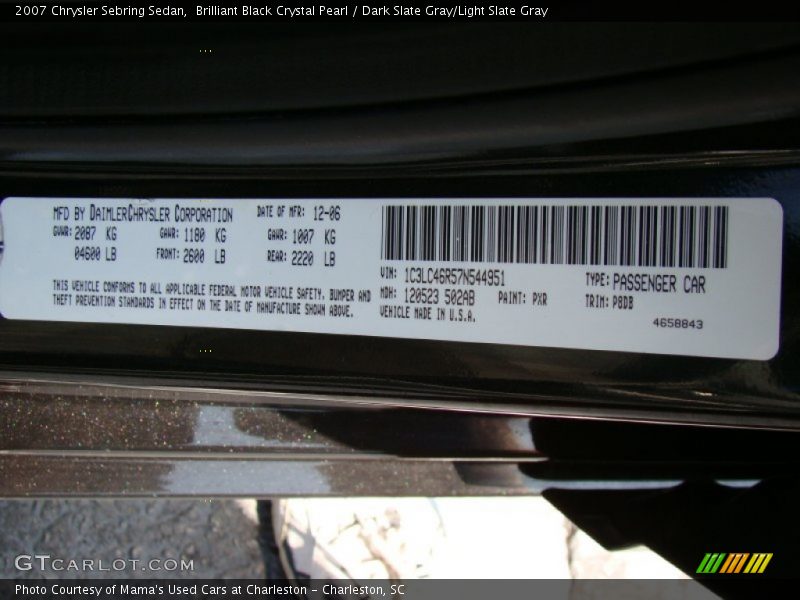 2007 Chrysler Sebring Sedan,  Brilliant Black Crystal Pearl / Dark Slate Gray/Light Slate Gray
MFD BY DAIMLERCHRYSLER CORPORATION DATE OF MFR: 12-06
GVWR: 2087 KG GAWR: 1180 KG GAWR: 1007 KG
04600 LB FRONT: 2600 LB REAR: 2220 LB
THIS VEHICLE CONFORMS TO ALL APPLICABLE FEDERAL MOTOR VEHICLE SAFETY, BUMPER AND
THEFT PREVENTION STANDARDS IN EFFECT ON THE DATE OF MANUFACTURE SHOWN ABOVE.
VIN: 1C3LC46R57N544951 TYPE: PASSENGER CAR
MDH: 120523 502AB PAINT: PXR TRIM: P8DB
VEHICLE MADE IN U.S.A.
4658843
GTCARLOT.COM
Photo Courtesy of Mama's Used Cars at Charleston - Charleston, SC